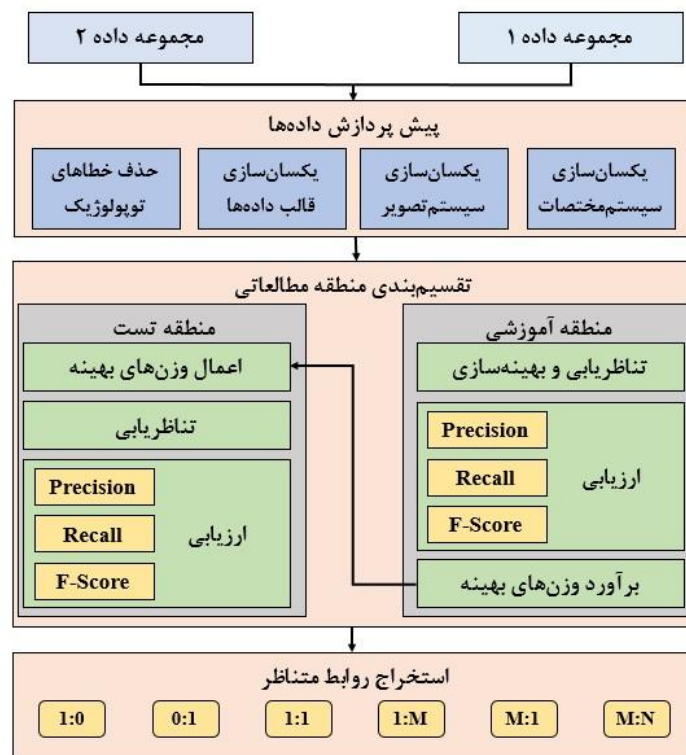 مجموعه داده ۱
مجموعه داده ۲
پیش پردازش داده‌ها
یکسان‌سازی
سیستم‌مختصات
یکسان‌سازی
سیستم‌تصویر
یکسان‌سازی
قالب داده‌ها
حذف خطاهای
توپولوژیک
تقسیم‌بندی منطقه مطالعاتی
منطقه آموزشی
تناظریابی و بهینه‌سازی
ارزیابی
Precision
Recall
F-Score
برآورد وزن‌های بهینه
منطقه تست
اعمال وزن‌های بهینه
تناظریابی
ارزیابی
Precision
Recall
F-Score
استخراج روابط متناظر
1:0
0:1
1:1
1:M
M:1
M:N